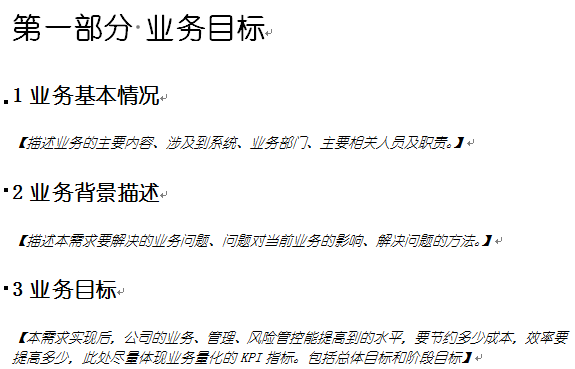 第一部分 业务目标
1 业务基本情况
【描述业务的主要内容、涉及到系统、业务部门、主要相关人员及职责。】
2 业务背景描述
【描述本需求要解决的业务问题、问题对当前业务的影响、解决问题的方法。】
3 业务目标
【本需求实现后，公司的业务、管理、风险管控能提高到的水平，要节约多少成本，效率要
提高多少，此处尽量体现业务量化的 KPI 指标。包括总体目标和阶段目标】